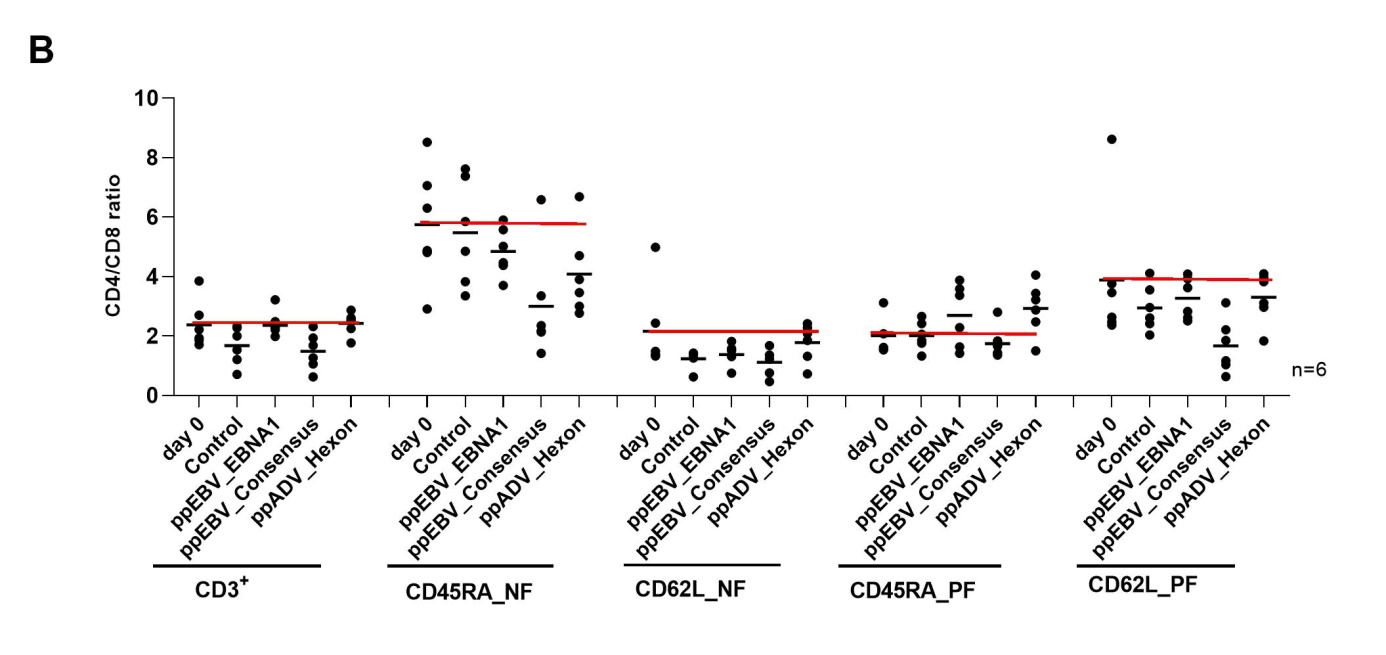 B
CD4/CD8 ratio
10
8
6
4
2
0
n=6
day 0
Control
ppEBV_EBNA1
ppEBV_Consensus
ppADV_Hexon
day 0
Control
ppEBV_EBNA1
ppEBV_Consensus
ppADV_Hexon
day 0
Control
ppEBV_EBNA1
ppEBV_Consensus
ppADV_Hexon
day 0
Control
ppEBV_EBNA1
ppEBV_Consensus
ppADV_Hexon
day 0
Control
ppEBV_EBNA1
ppEBV_Consensus
ppADV_Hexon
CD3⁺
CD45RA_NF
CD62L_NF
CD45RA_PF
CD62L_PF